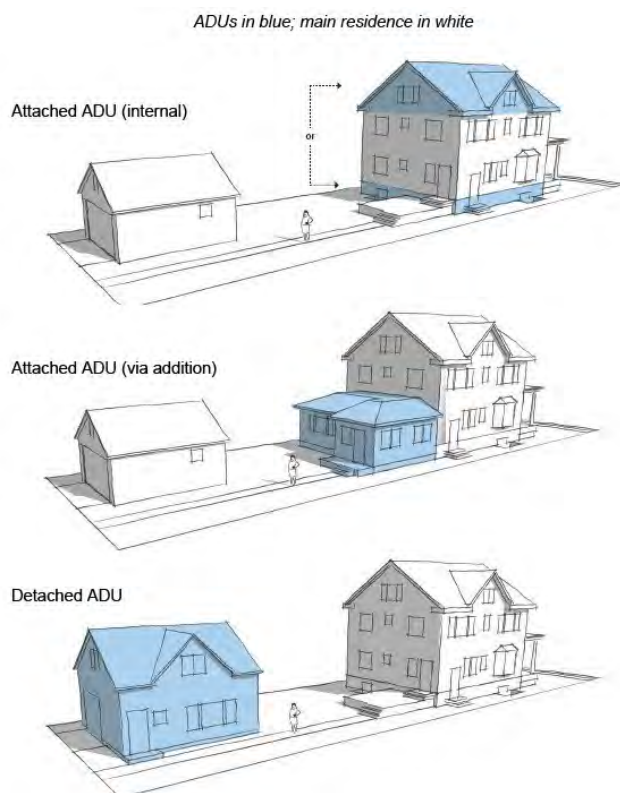 ADUs in blue; main residence in white
Attached ADU (internal)
or
Attached ADU (via addition)
Detached ADU